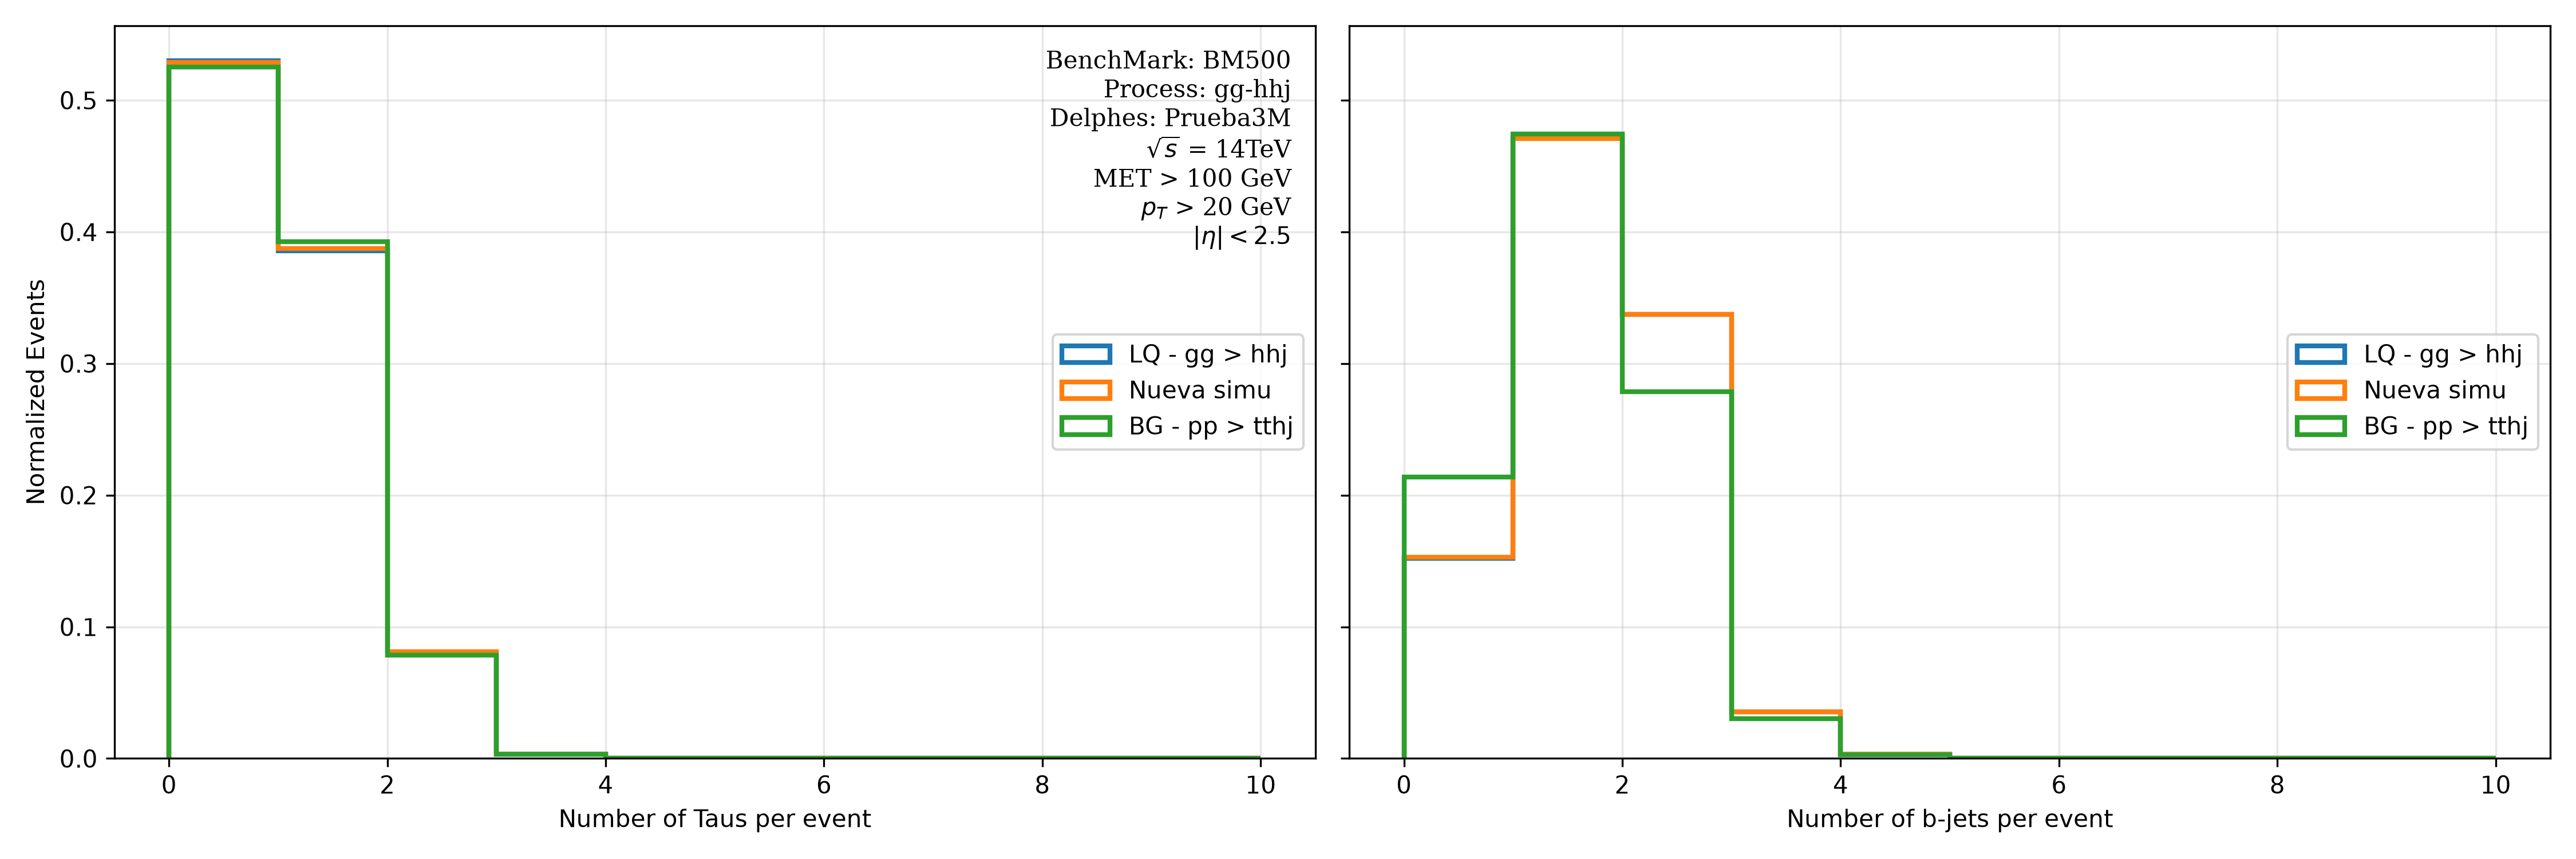 BenchMark: BM500
Process: gg-hhj
Delphes: Prueba3M
√s = 14TeV
MET > 100 GeV
p_T > 20 GeV
|η| < 2.5
LQ - gg > hhj
Nueva simu
BG - pp > tthj
Normalized Events
0.5
0.4
0.3
0.2
0.1
0.0
0 2 4 6 8 10
Number of Taus per event
LQ - gg > hhj
Nueva simu
BG - pp > tthj
0 2 4 6 8 10
Number of b-jets per event